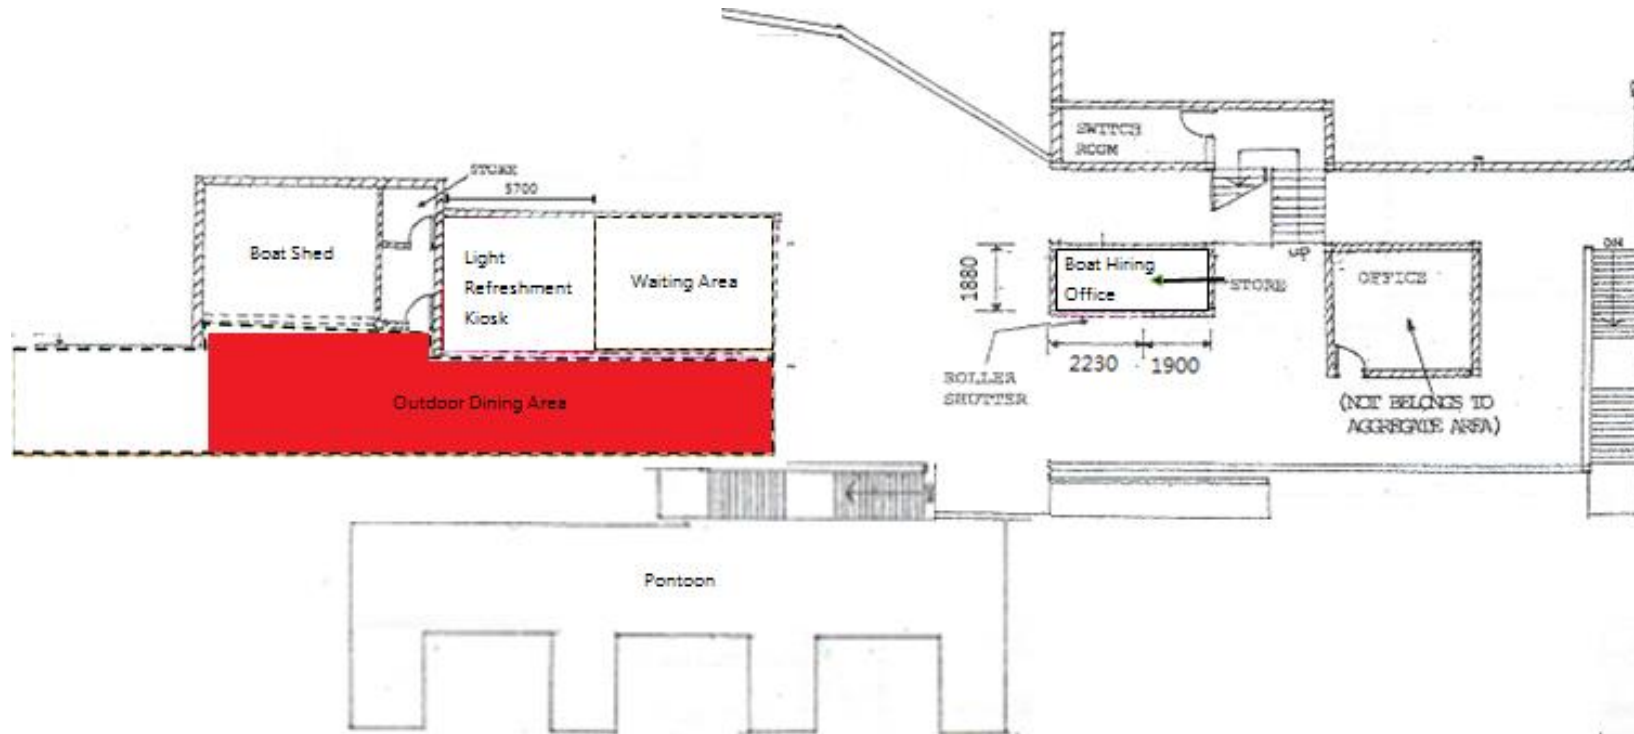 SWITCH
ROOM
STORE
5700
Boat Shed
Light
Refreshment
Kiosk
Waiting Area
1880
Boat Hiring
Office
STORE
UP
OFFICE
DN
2230
1900
ROLLER
SHUTTER
(NOT BELONGS TO
AGGREGATE AREA)
Outdoor Dining Area
Pontoon